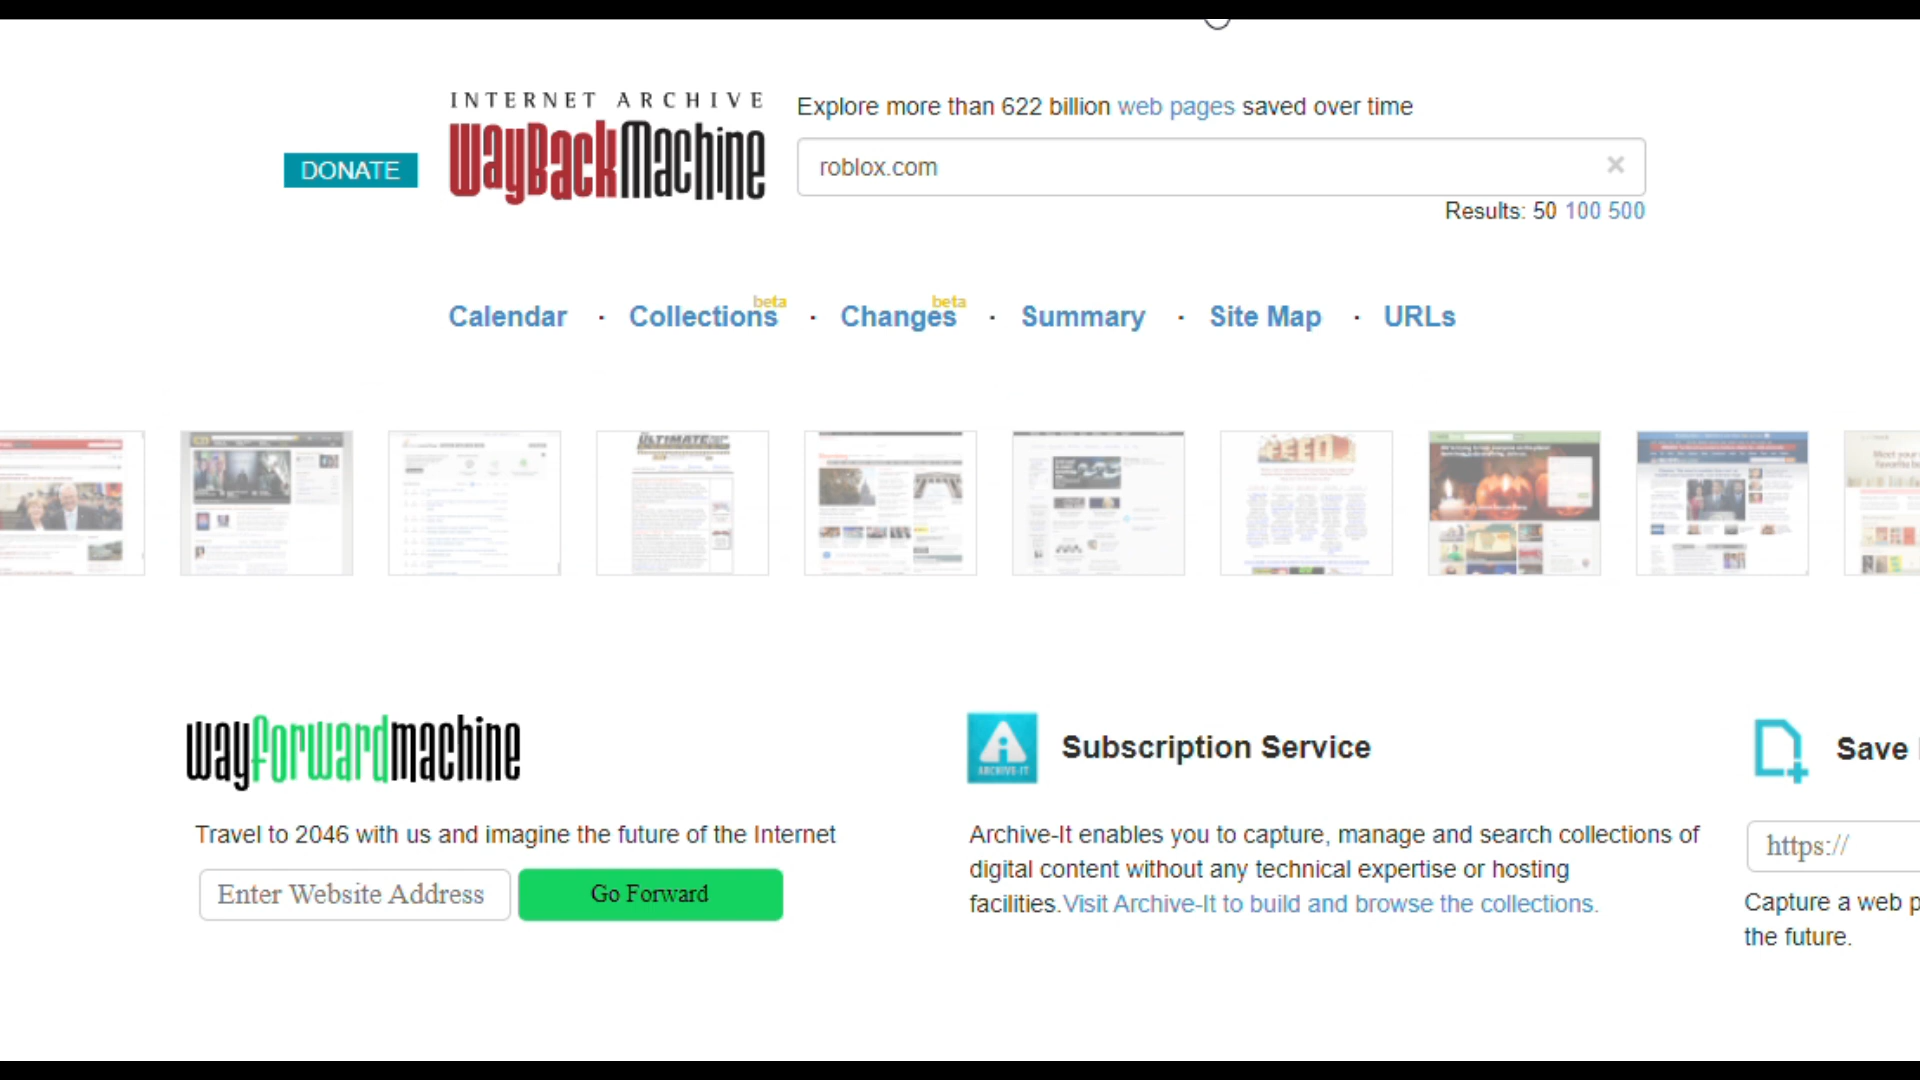 INTERNET ARCHIVE
WayBackMachine
DONATE
Explore more than 622 billion web pages saved over time
roblox.com
Results: 50 100 500
Calendar · Collections beta · Changes beta · Summary · Site Map · URLs
ULTIMATE
FEED
wayforwardmachine
Travel to 2046 with us and imagine the future of the Internet
Enter Website Address
Go Forward
ARCHIVE-IT
Subscription Service
Archive-It enables you to capture, manage and search collections of
digital content without any technical expertise or hosting
facilities.Visit Archive-It to build and browse the collections.
Save
https://
Capture a web p
the future.